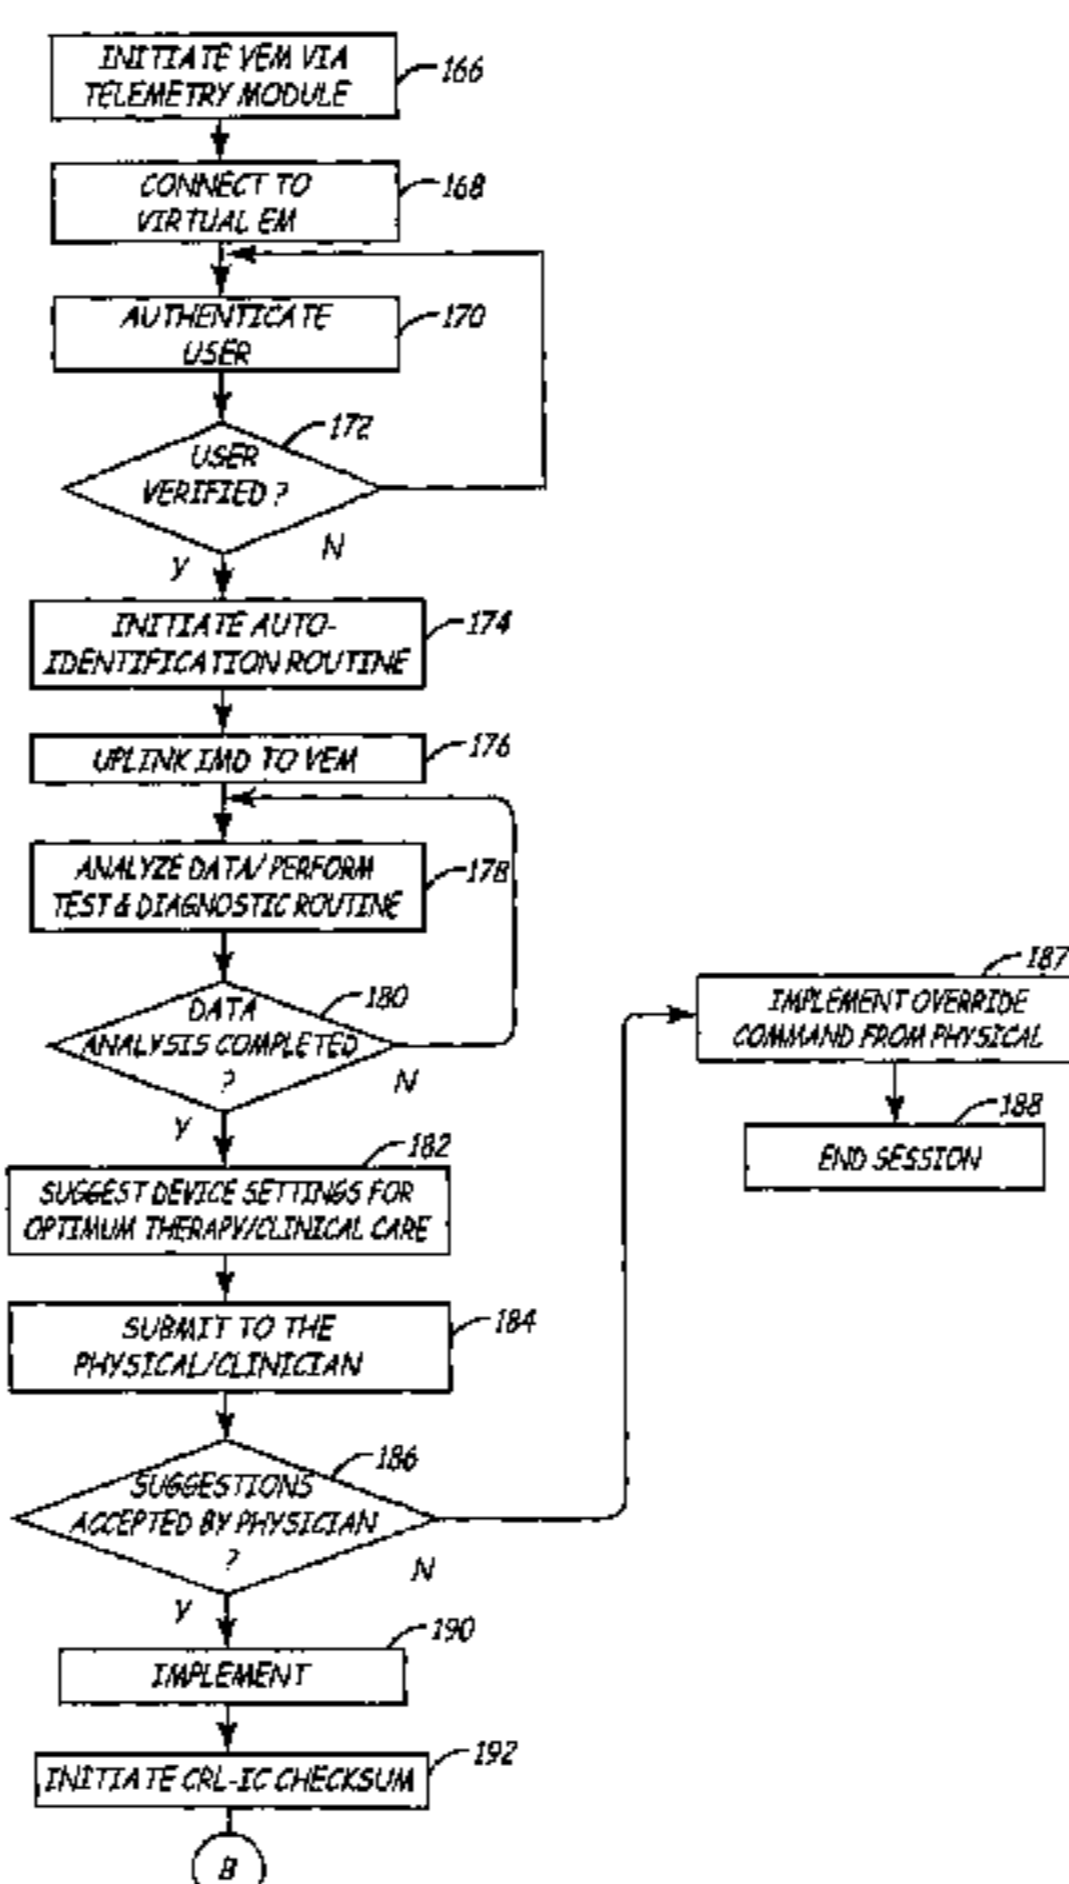 INITIATE VEM VIA
TELEMETRY MODULE
166
CONNECT TO
VIRTUAL EM
168
AUTHENTICATE
USER
170
172
USER
VERIFIED ?
N
Y
INITIATE AUTO-
IDENTIFICATION ROUTINE
174
UPLINK IMD TO VEM
176
ANALYZE DATA/PERFORM
TEST & DIAGNOSTIC ROUTINE
178
180
DATA
ANALYSIS COMPLETED
?
N
Y
182
SUGGEST DEVICE SETTINGS FOR
OPTIMUM THERAPY/CLINICAL CARE
SUBMIT TO THE
PHYSICAL/CLINICIAN
184
186
SUGGESTIONS
ACCEPTED BY PHYSICIAN
?
N
Y
187
IMPLEMENT OVERRIDE
COMMAND FROM PHYSICAL
188
END SESSION
190
IMPLEMENT
192
INITIATE CRL-IC CHECKSUM
B